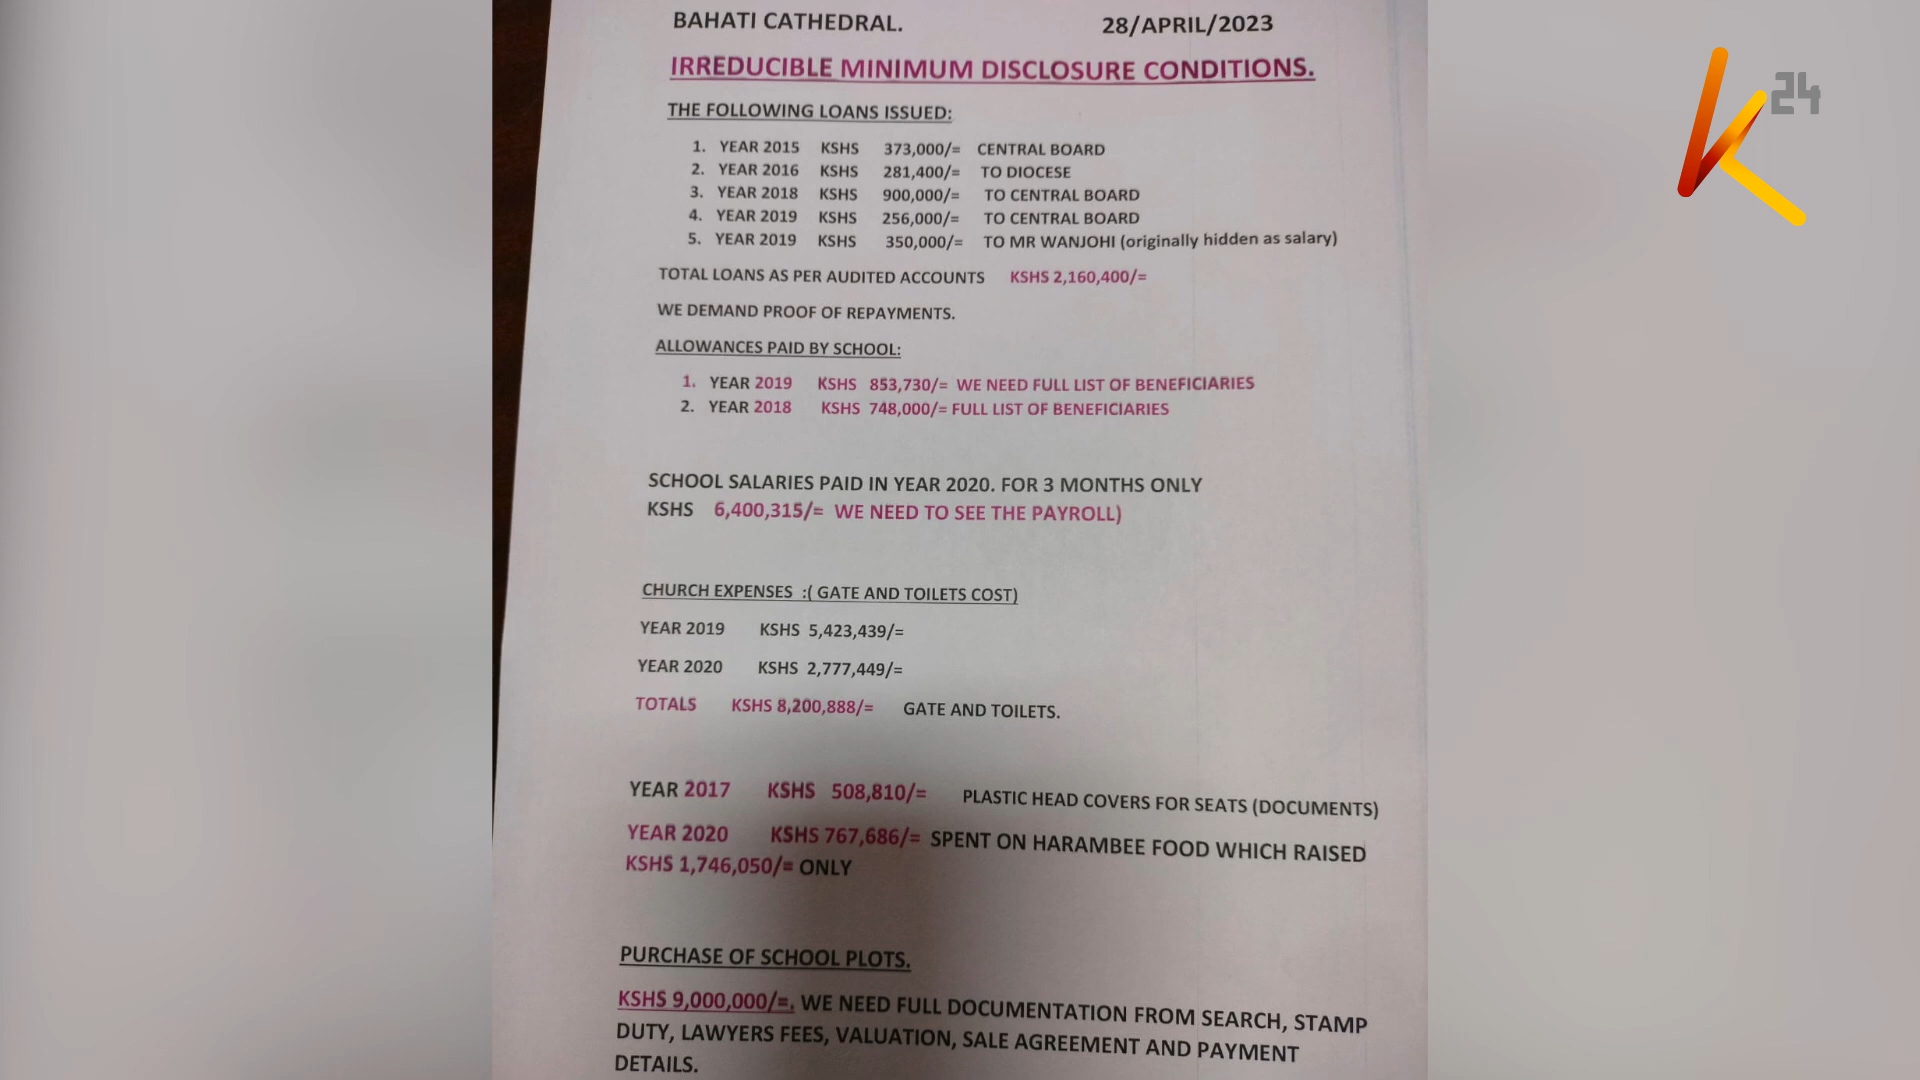 BAHATI CATHEDRAL. 28/APRIL/2023
IRREDUCIBLE MINIMUM DISCLOSURE CONDITIONS.
THE FOLLOWING LOANS ISSUED:
1. YEAR 2015 KSHS 373,000/= CENTRAL BOARD
2. YEAR 2016 KSHS 281,400/= TO DIOCESE
3. YEAR 2018 KSHS 900,000/= TO CENTRAL BOARD
4. YEAR 2019 KSHS 256,000/= TO CENTRAL BOARD
5. YEAR 2019 KSHS 350,000/= TO MR WANJOHI (originally hidden as salary)
TOTAL LOANS AS PER AUDITED ACCOUNTS KSHS 2,160,400/=
WE DEMAND PROOF OF REPAYMENTS.
ALLOWANCES PAID BY SCHOOL:
1. YEAR 2019 KSHS 853,730/= WE NEED FULL LIST OF BENEFICIARIES
2. YEAR 2018 KSHS 748,000/= FULL LIST OF BENEFICIARIES
SCHOOL SALARIES PAID IN YEAR 2020. FOR 3 MONTHS ONLY
KSHS 6,400,315/= WE NEED TO SEE THE PAYROLL)
CHURCH EXPENSES :( GATE AND TOILETS COST)
YEAR 2019 KSHS 5,423,439/=
YEAR 2020 KSHS 2,777,449/=
TOTALS KSHS 8,200,888/= GATE AND TOILETS.
YEAR 2017 KSHS 508,810/= PLASTIC HEAD COVERS FOR SEATS (DOCUMENTS)
YEAR 2020 KSHS 767,686/= SPENT ON HARAMBEE FOOD WHICH RAISED
KSHS 1,746,050/= ONLY
PURCHASE OF SCHOOL PLOTS.
KSHS 9,000,000/=. WE NEED FULL DOCUMENTATION FROM SEARCH, STAMP
DUTY, LAWYERS FEES, VALUATION, SALE AGREEMENT AND PAYMENT
DETAILS.
K24